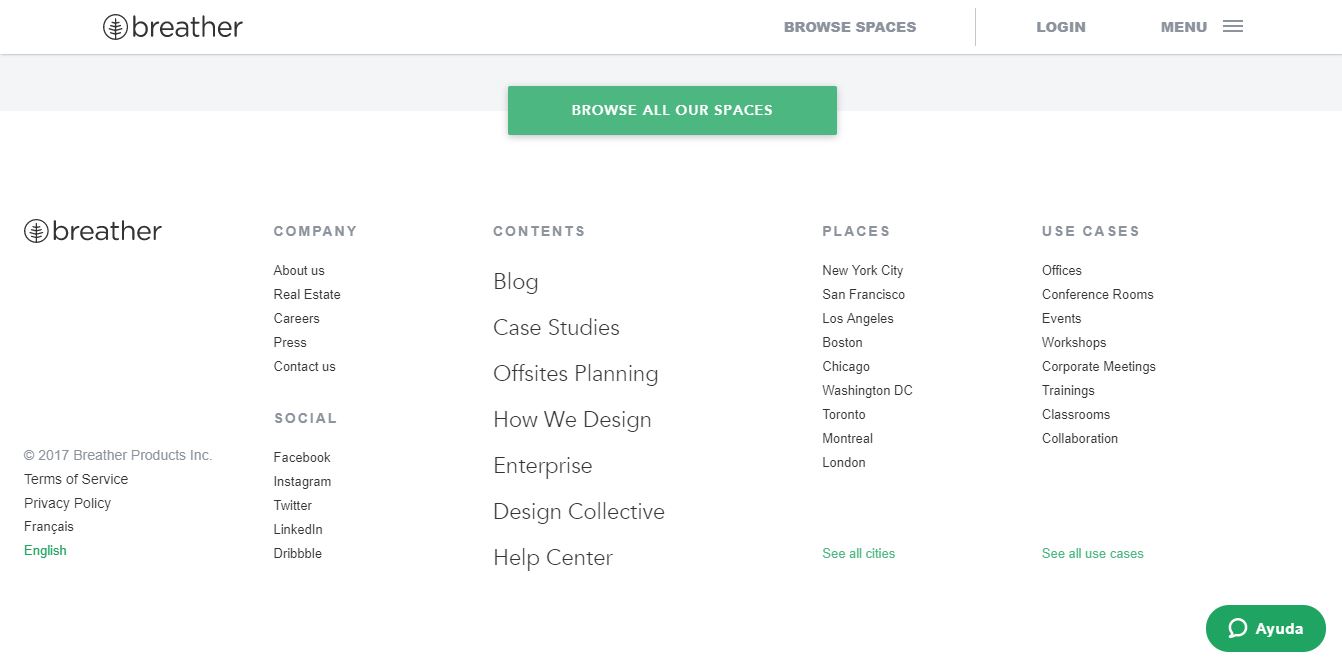 breather
BROWSE SPACES
LOGIN
MENU
BROWSE ALL OUR SPACES
breather
© 2017 Breather Products Inc.
Terms of Service
Privacy Policy
Français
English
COMPANY
About us
Real Estate
Careers
Press
Contact us
SOCIAL
Facebook
Instagram
Twitter
LinkedIn
Dribbble
CONTENTS
Blog
Case Studies
Offsites Planning
How We Design
Enterprise
Design Collective
Help Center
PLACES
New York City
San Francisco
Los Angeles
Boston
Chicago
Washington DC
Toronto
Montreal
London
See all cities
USE CASES
Offices
Conference Rooms
Events
Workshops
Corporate Meetings
Trainings
Classrooms
Collaboration
See all use cases
Ayuda